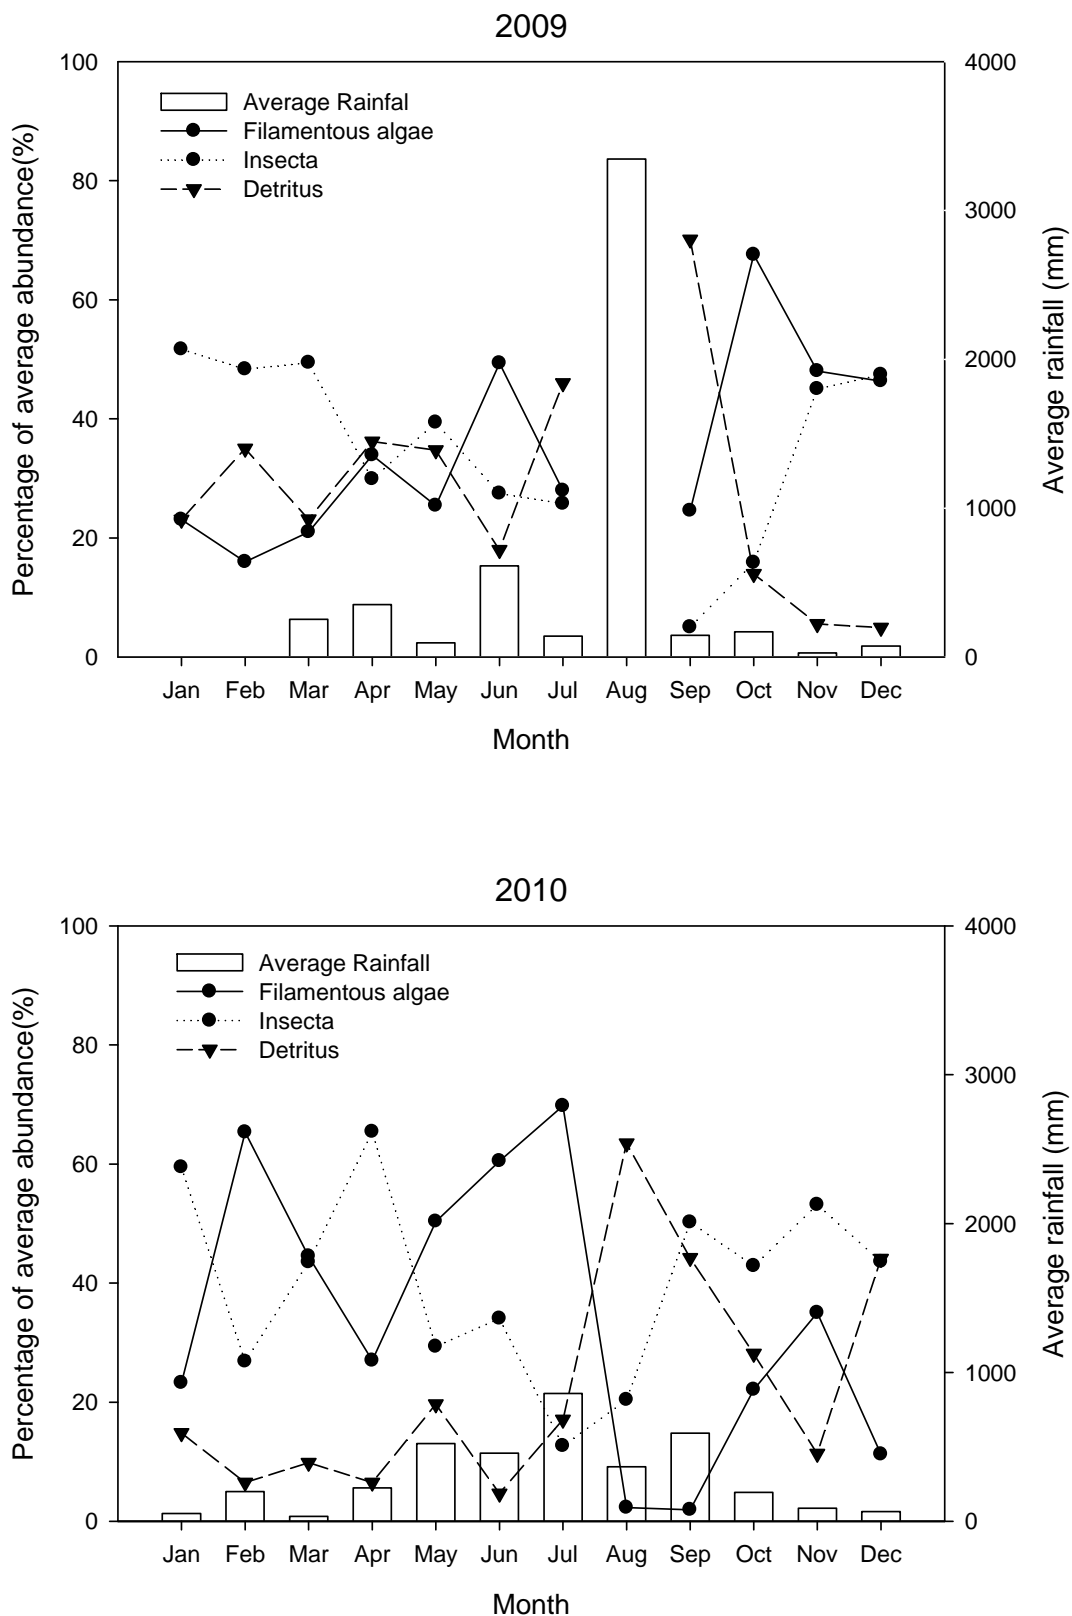 2009
100
80
60
40
20
0
4000
3000
2000
1000
0
Percentage of average abundance(%)
Average rainfall (mm)
Average Rainfal
Filamentous algae
Insecta
Detritus
Jan Feb Mar Apr May Jun Jul Aug Sep Oct Nov Dec
Month
2010
100
80
60
40
20
0
4000
3000
2000
1000
0
Percentage of average abundance(%)
Average rainfall (mm)
Average Rainfall
Filamentous algae
Insecta
Detritus
Jan Feb Mar Apr May Jun Jul Aug Sep Oct Nov Dec
Month